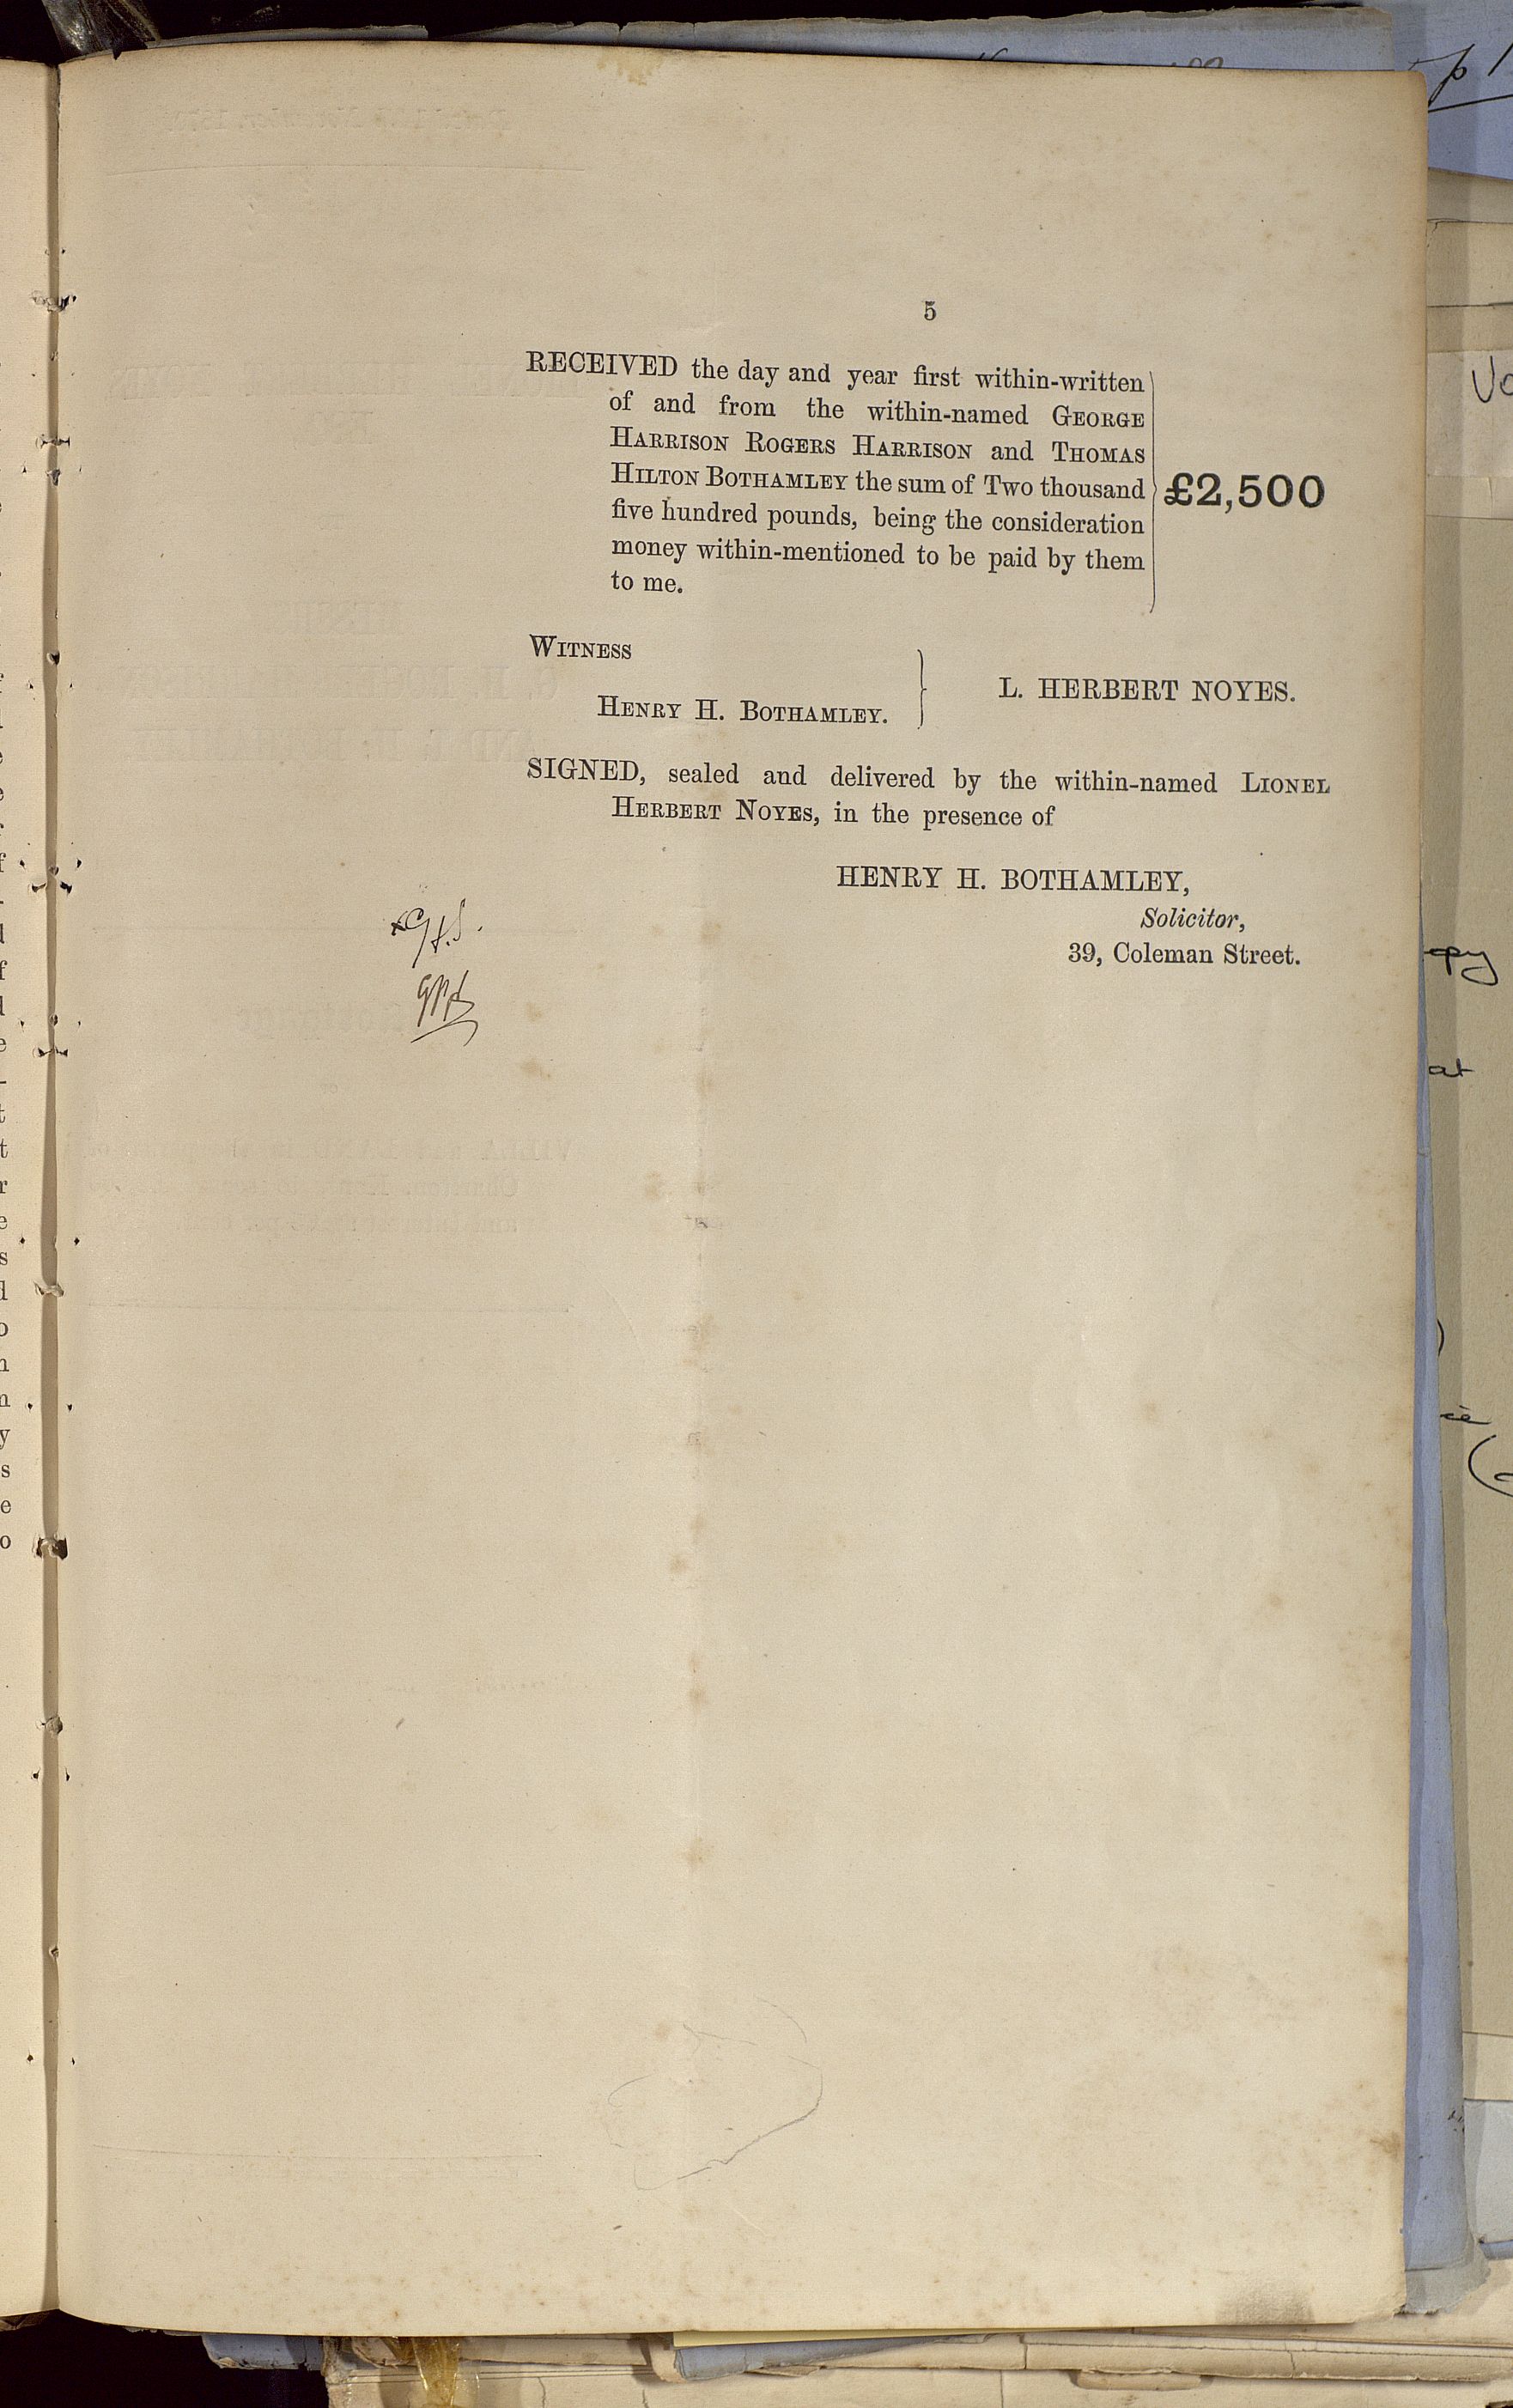 5
RECEIVED the day and year first within-written
of and from the within-named GEORGE
HARRISON ROGERS HARRISON and THOMAS
HILTON BOTHAMLEY the sum of Two thousand
five hundred pounds, being the consideration
money within-mentioned to be paid by them
to me.
£2,500
WITNESS
HENRY H. BOTHAMLEY.
L. HERBERT NOYES.
SIGNED, sealed and delivered by the within-named LIONEL
HERBERT NOYES, in the presence of
HENRY H. BOTHAMLEY,
Solicitor,
39, Coleman Street.